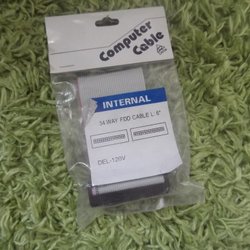 Computer
Cable
INTERNAL
34 WAY FDD CABLE L: 6"
DEL-120V